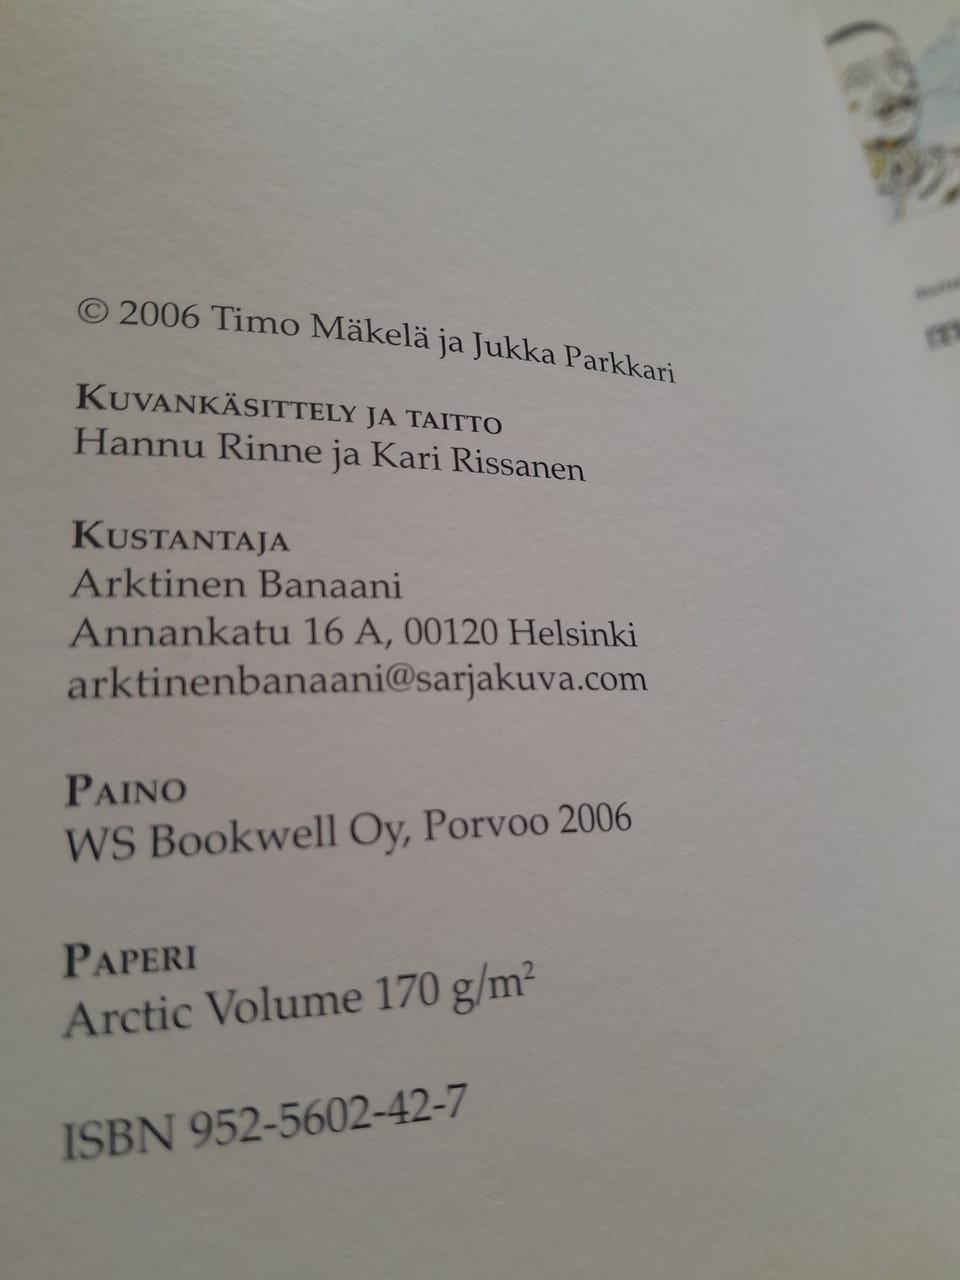 © 2006 Timo Mäkelä ja Jukka Parkkari
KUVANKÄSITTELY JA TAITTO
Hannu Rinne ja Kari Rissanen
KUSTANTAJA
Arktinen Banaani
Annankatu 16 A, 00120 Helsinki
arktinenbanaani@sarjakuva.com
PAINO
WS Bookwell Oy, Porvoo 2006
PAPERI
Arctic Volume 170 g/m²
ISBN 952-5602-42-7